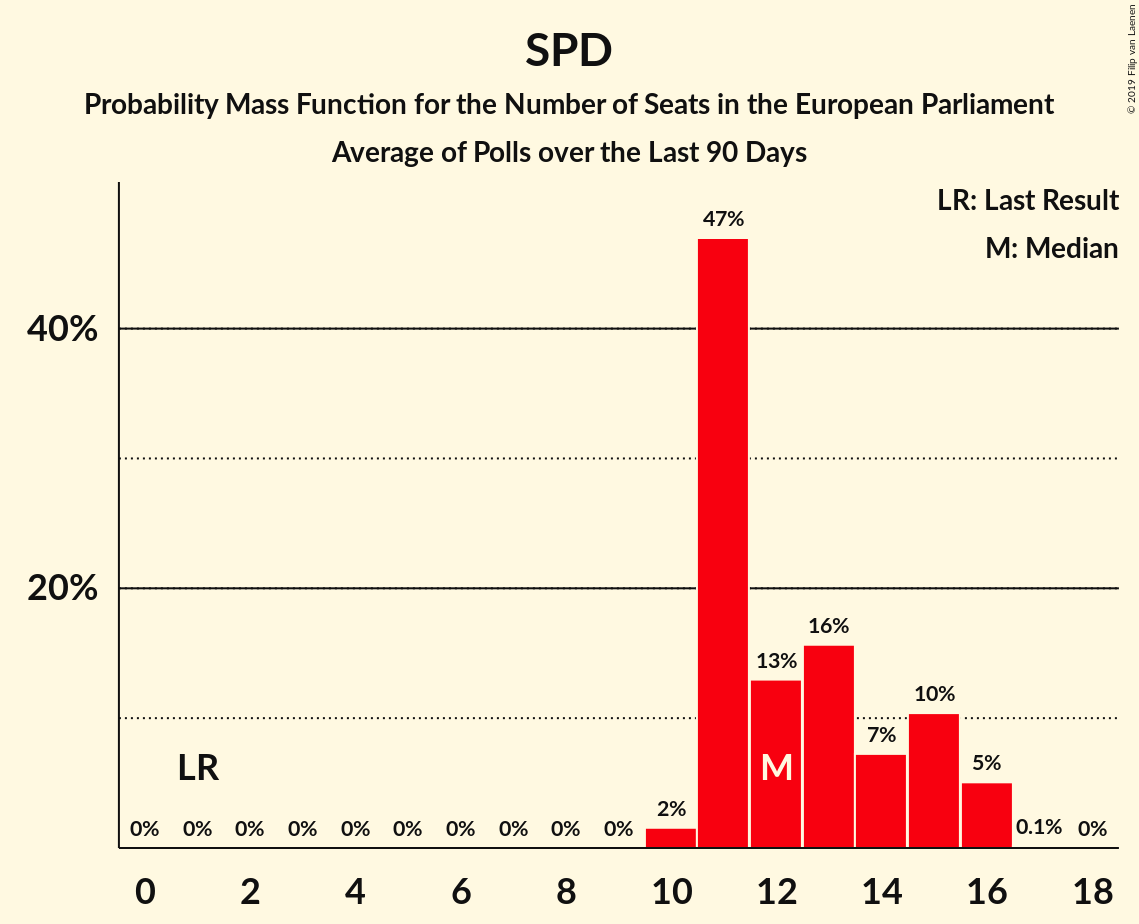 SPD
Probability Mass Function for the Number of Seats in the European Parliament
Average of Polls over the Last 90 Days
© 2019 Filip van Laenen
LR: Last Result
M: Median
47%
40%
20%
16%
13%
10%
7%
5%
2%
0.1%
LR
M
0% 0% 0% 0% 0% 0% 0% 0% 0% 0% 0%
0 2 4 6 8 10 12 14 16 18